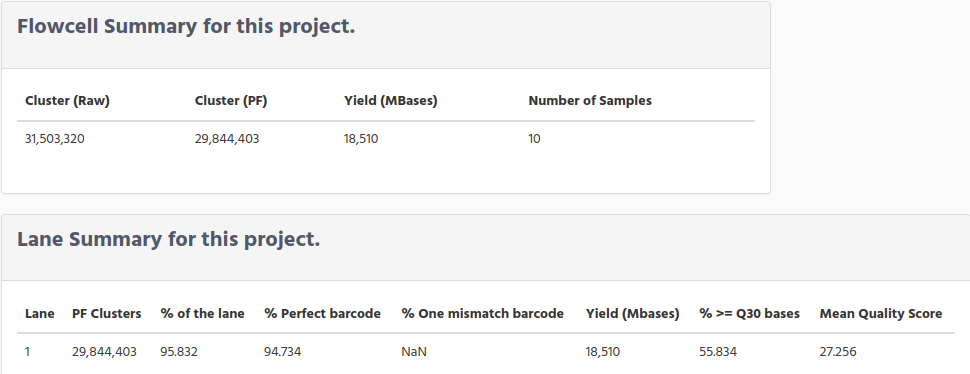 Flowcell Summary for this project.
Cluster (Raw) Cluster (PF) Yield (MBases) Number of Samples
31,503,320 29,844,403 18,510 10
Lane Summary for this project.
Lane PF Clusters % of the lane % Perfect barcode % One mismatch barcode Yield (Mbases) % >= Q30 bases Mean Quality Score
1 29,844,403 95.832 94.734 NaN 18,510 55.834 27.256